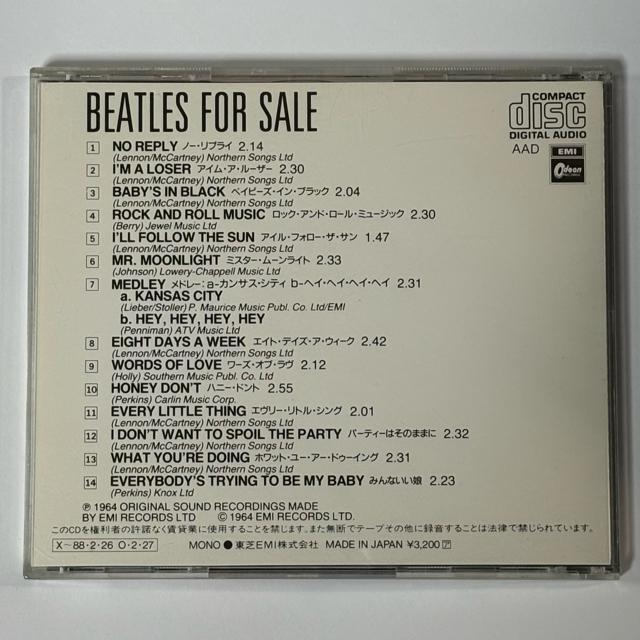 BEATLES FOR SALE
COMPACT
disc
DIGITAL AUDIO
AAD
EMI
Odeon
1 NO REPLY ノー・リプライ 2.14
(Lennon/McCartney) Northern Songs Ltd
2 I'M A LOSER アイム・ア・ルーザー 2.30
(Lennon/McCartney) Northern Songs Ltd
3 BABY'S IN BLACK ベイビーズ・イン・ブラック 2.04
(Lennon/McCartney) Northern Songs Ltd
4 ROCK AND ROLL MUSIC ロック・アンド・ロール・ミュージック 2.30
(Berry) Jewel Music Ltd
5 I'LL FOLLOW THE SUN アイル・フォロー・ザ・サン 1.47
(Lennon/McCartney) Northern Songs Ltd
6 MR. MOONLIGHT ミスター・ムーンライト 2.33
(Johnson) Lowery-Chappell Music Ltd
7 MEDLEY メドレー:a-カンサス・シティ b-ヘイ・ヘイ・ヘイ・ヘイ 2.31
a. KANSAS CITY
(Lieber/Stoller) P. Maurice Music Publ. Co. Ltd/EMI
b. HEY, HEY, HEY, HEY
(Penniman) ATV Music Ltd
8 EIGHT DAYS A WEEK エイト・デイズ・ア・ウィーク 2.42
(Lennon/McCartney) Northern Songs Ltd
9 WORDS OF LOVE ワーズ・オブ・ラヴ 2.12
(Holly) Southern Music Publ. Co. Ltd
10 HONEY DON'T ハニー・ドント 2.55
(Perkins) Carlin Music Corp.
11 EVERY LITTLE THING エヴリー・リトル・シング 2.01
(Lennon/McCartney) Northern Songs Ltd
12 I DON'T WANT TO SPOIL THE PARTY パーティーはそのままに 2.32
(Lennon/McCartney) Northern Songs Ltd
13 WHAT YOU'RE DOING ホワット・ユー・アー・ドゥーイング 2.31
(Lennon/McCartney) Northern Songs Ltd
14 EVERYBODY'S TRYING TO BE MY BABY みんないい娘 2.23
(Perkins) Knox Ltd
Ⓟ 1964 ORIGINAL SOUND RECORDINGS MADE
BY EMI RECORDS LTD © 1964 EMI RECORDS LTD.
このCDを権利者の許諾なく賃貸業に使用することを禁じます。また無断でテープその他に録音することは法律で禁じられています。
X~88・2・26 O・2・27 MONO ● 東芝EMI株式会社 MADE IN JAPAN ¥3,200 ア